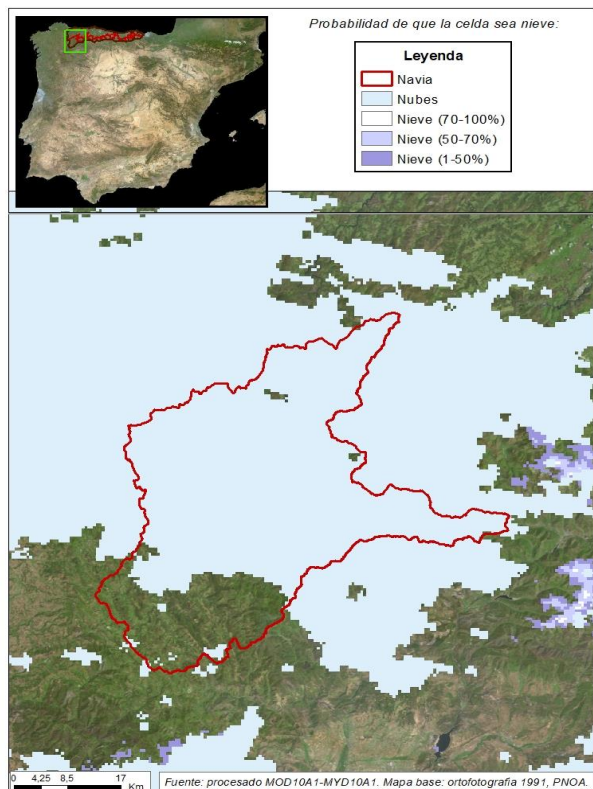 Probabilidad de que la celda sea nieve:
Leyenda
Navia
Nubes
Nieve (70-100%)
Nieve (50-70%)
Nieve (1-50%)
0 4,25 8,5 17
Km
Fuente: procesado MOD10A1-MYD10A1. Mapa base: ortofotografia 1991, PNOA.